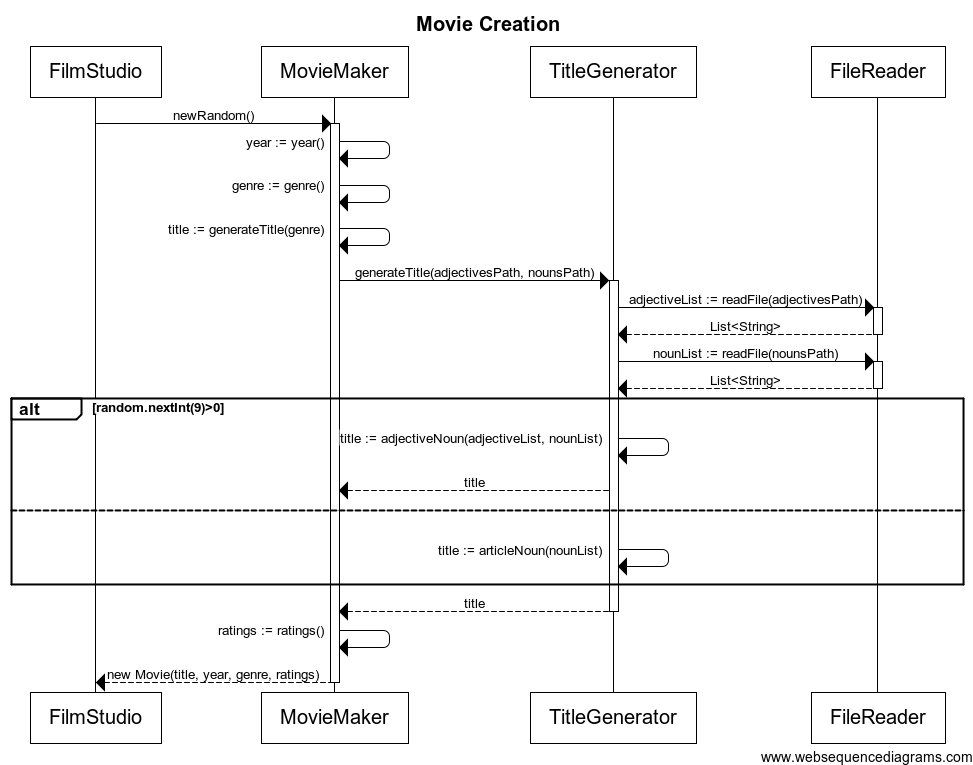 Movie Creation
FilmStudio
MovieMaker
TitleGenerator
FileReader
newRandom()
year := year()
genre := genre()
title := generateTitle(genre)
generateTitle(adjectivesPath, nounsPath)
adjectiveList := readFile(adjectivesPath)
List<String>
nounList := readFile(nounsPath)
List<String>
alt
[random.nextInt(9)>0]
title := adjectiveNoun(adjectiveList, nounList)
title
title := articleNoun(nounList)
title
ratings := ratings()
new Movie(title, year, genre, ratings)
FilmStudio
MovieMaker
TitleGenerator
FileReader
www.websequencediagrams.com